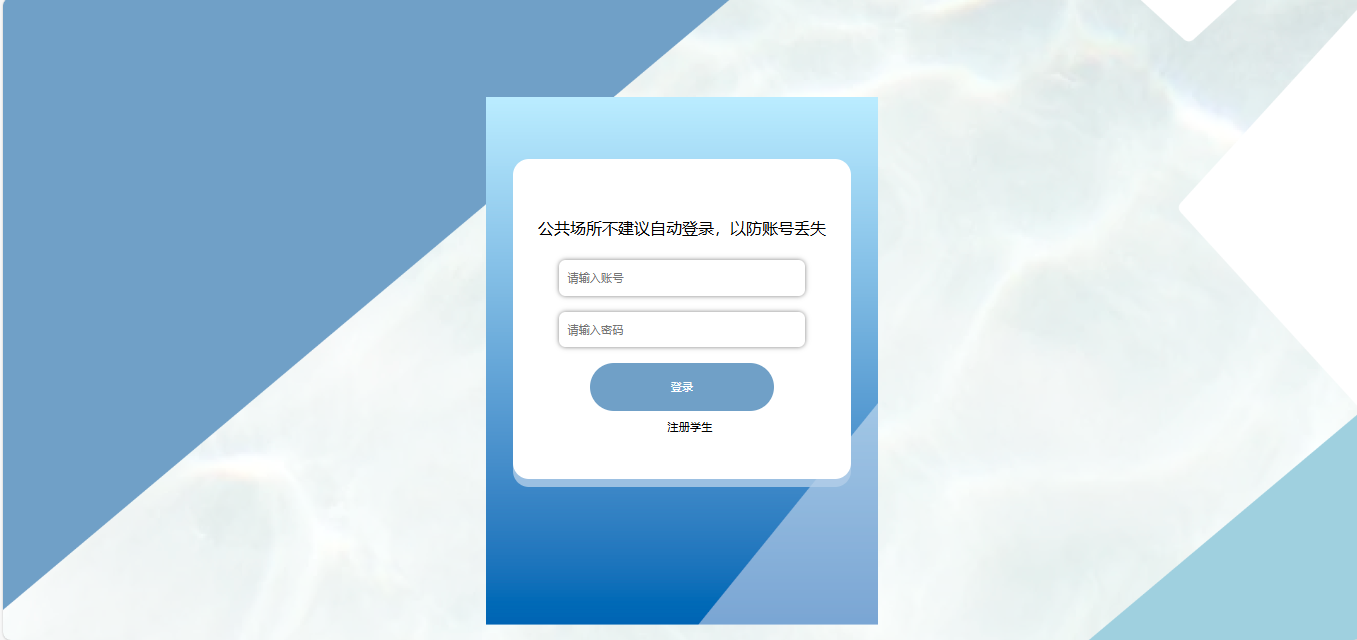 公共场所不建议自动登录，以防账号丢失
请输入账号
请输入密码
登录
注册学生